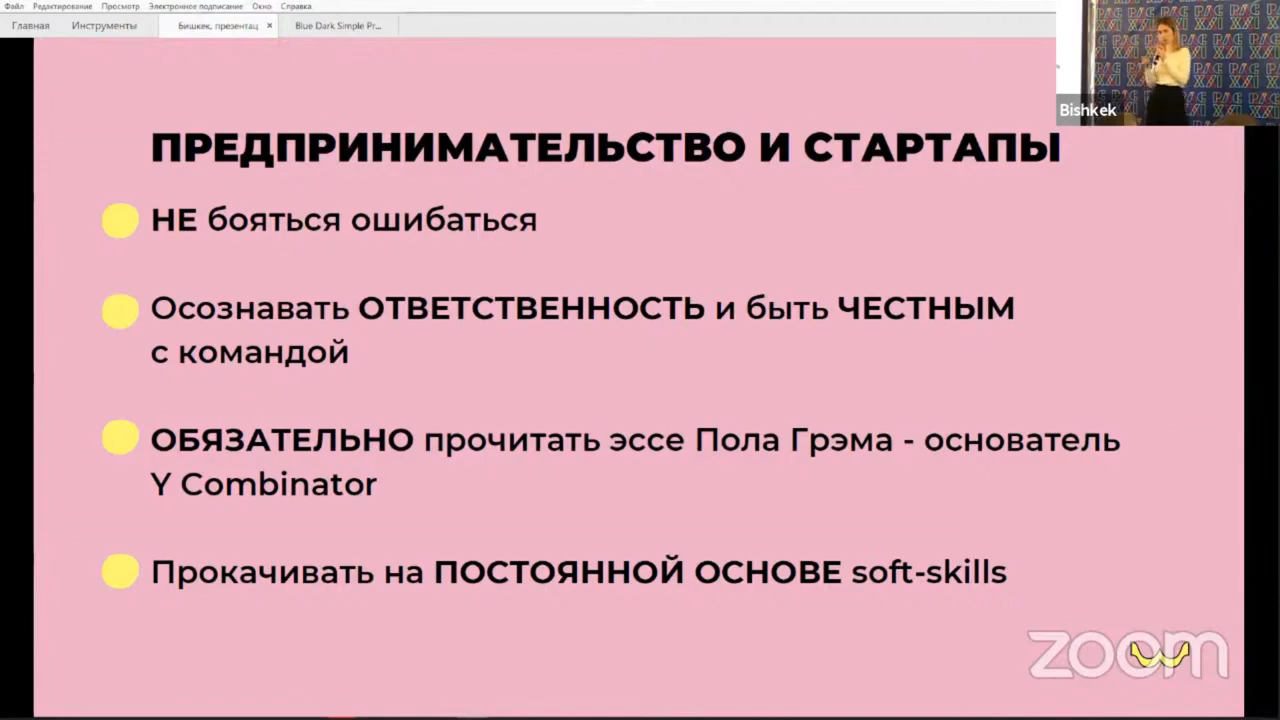 Файл Редактирование Просмотр Электронное подписание Окно Справка
Главная Инструменты Бишкек, презентац × Blue Dark Simple Pr...
Bishkek
ПРЕДПРИНИМАТЕЛЬСТВО И СТАРТАПЫ
НЕ бояться ошибаться
Осознавать ОТВЕТСТВЕННОСТЬ и быть ЧЕСТНЫМ
с командой
ОБЯЗАТЕЛЬНО прочитать эссе Пола Грэма - основатель
Y Combinator
Прокачивать на ПОСТОЯННОЙ ОСНОВЕ soft-skills
zoom